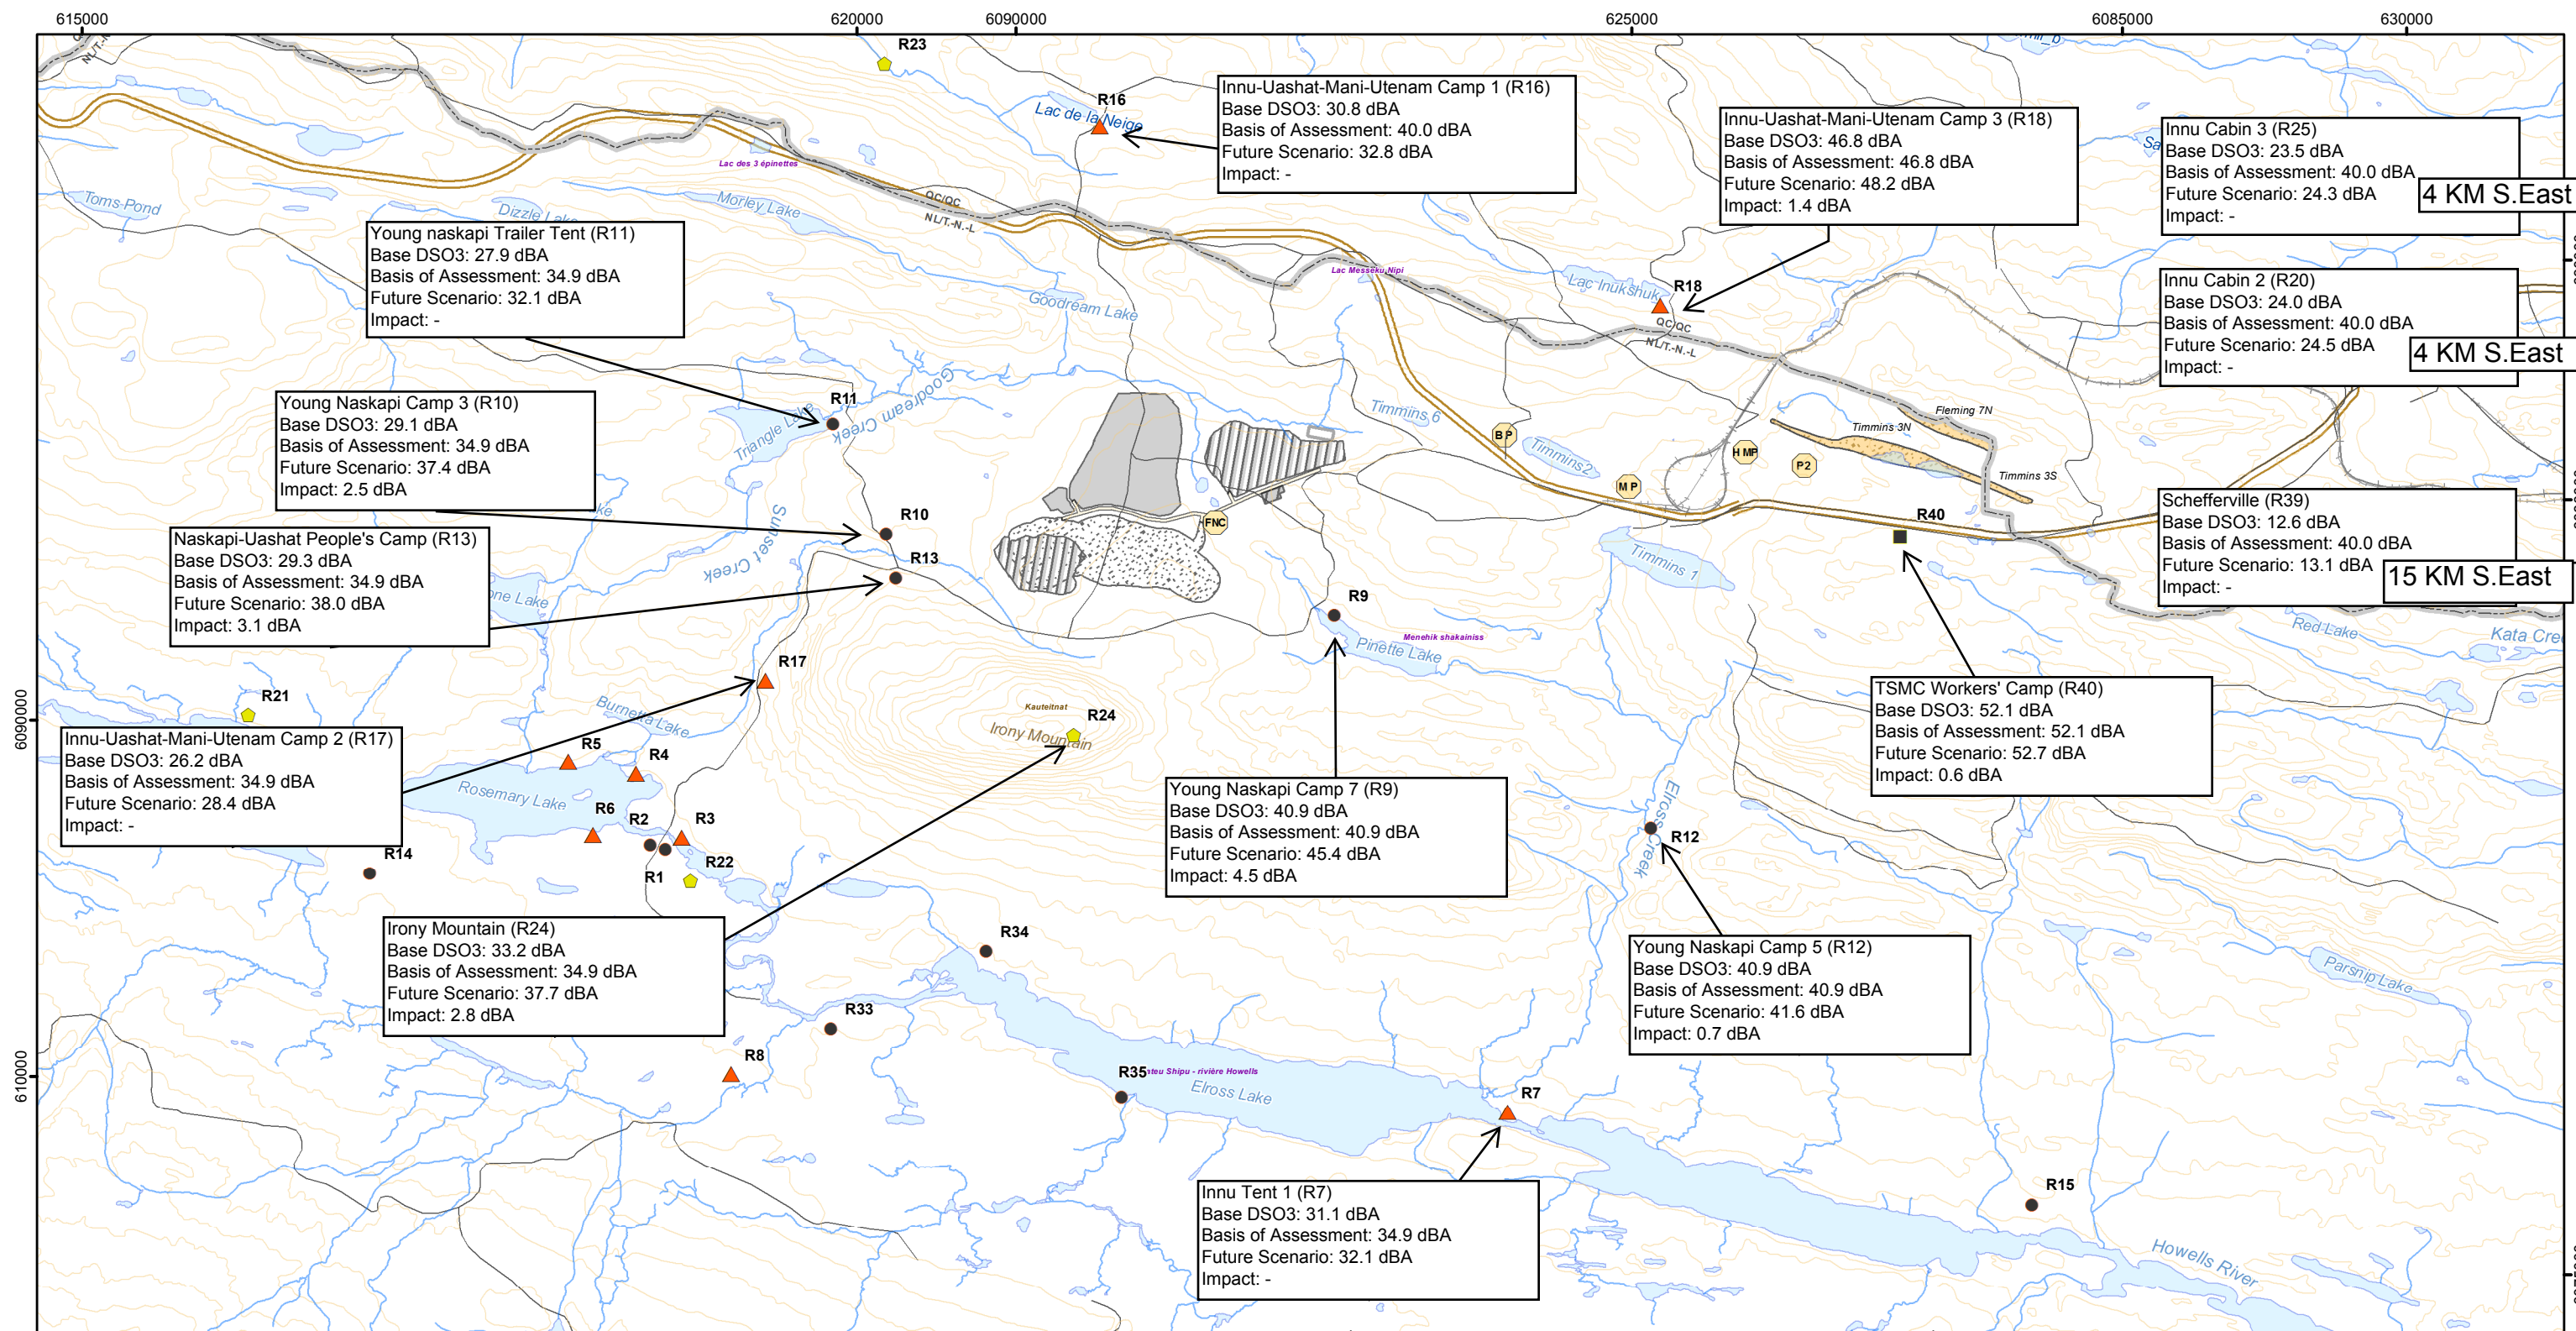 615000
620000
6090000
625000
6085000
630000
R23
R16
Lac de la Neige
Innu-Uashat-Mani-Utenam Camp 1 (R16)
Base DSO3: 30.8 dBA
Basis of Assessment: 40.0 dBA
Future Scenario: 32.8 dBA
Impact: -
Innu-Uashat-Mani-Utenam Camp 3 (R18)
Base DSO3: 46.8 dBA
Basis of Assessment: 46.8 dBA
Future Scenario: 48.2 dBA
Impact: 1.4 dBA
Innu Cabin 3 (R25)
Base DSO3: 23.5 dBA
Basis of Assessment: 40.0 dBA
Future Scenario: 24.3 dBA
Impact: -
4 KM S.East
Lac des 3 épinettes
Toms Pond
Dizzle Lake
Morley Lake
QC/QC
NL/T.-N.-L
Young naskapi Trailer Tent (R11)
Base DSO3: 27.9 dBA
Basis of Assessment: 34.9 dBA
Future Scenario: 32.1 dBA
Impact: -
Goodream Lake
Lac Messeku Nipi
Lac Inukshuk
R18
QC/QC
NL/T.-N.-L
Innu Cabin 2 (R20)
Base DSO3: 24.0 dBA
Basis of Assessment: 40.0 dBA
Future Scenario: 24.5 dBA
Impact: -
4 KM S.East
Young Naskapi Camp 3 (R10)
Base DSO3: 29.1 dBA
Basis of Assessment: 34.9 dBA
Future Scenario: 37.4 dBA
Impact: 2.5 dBA
R11
Triangle Lake
Goodream Creek
Timmins 6
BP
Timmins2
MP
HMP
P2
Fleming 7N
Timmins 3N
Timmins 3S
Naskapi-Uashat People's Camp (R13)
Base DSO3: 29.3 dBA
Basis of Assessment: 34.9 dBA
Future Scenario: 38.0 dBA
Impact: 3.1 dBA
Sunset Creek
R10
R13
FNC
R9
Timmins 1
R40
Schefferville (R39)
Base DSO3: 12.6 dBA
Basis of Assessment: 40.0 dBA
Future Scenario: 13.1 dBA
Impact: -
15 KM S.East
Red Lake
Menehik shakainiss
Pinette Lake
R17
R21
6090000
Innu-Uashat-Mani-Utenam Camp 2 (R17)
Base DSO3: 26.2 dBA
Basis of Assessment: 34.9 dBA
Future Scenario: 28.4 dBA
Impact: -
Burnetta Lake
R5
R4
Rosemary Lake
R6
R2
R3
R22
R1
R14
Kauteitnat
Irony Mountain
R24
TSMC Workers' Camp (R40)
Base DSO3: 52.1 dBA
Basis of Assessment: 52.1 dBA
Future Scenario: 52.7 dBA
Impact: 0.6 dBA
Young Naskapi Camp 7 (R9)
Base DSO3: 40.9 dBA
Basis of Assessment: 40.9 dBA
Future Scenario: 45.4 dBA
Impact: 4.5 dBA
Elross Creek
R12
Irony Mountain (R24)
Base DSO3: 33.2 dBA
Basis of Assessment: 34.9 dBA
Future Scenario: 37.7 dBA
Impact: 2.8 dBA
R34
R33
R8
Young Naskapi Camp 5 (R12)
Base DSO3: 40.9 dBA
Basis of Assessment: 40.9 dBA
Future Scenario: 41.6 dBA
Impact: 0.7 dBA
Parsnip Lake
610000
R35
Shipu - rivière Howells
Elross Lake
R7
Innu Tent 1 (R7)
Base DSO3: 31.1 dBA
Basis of Assessment: 34.9 dBA
Future Scenario: 32.1 dBA
Impact: -
R15
Howells River